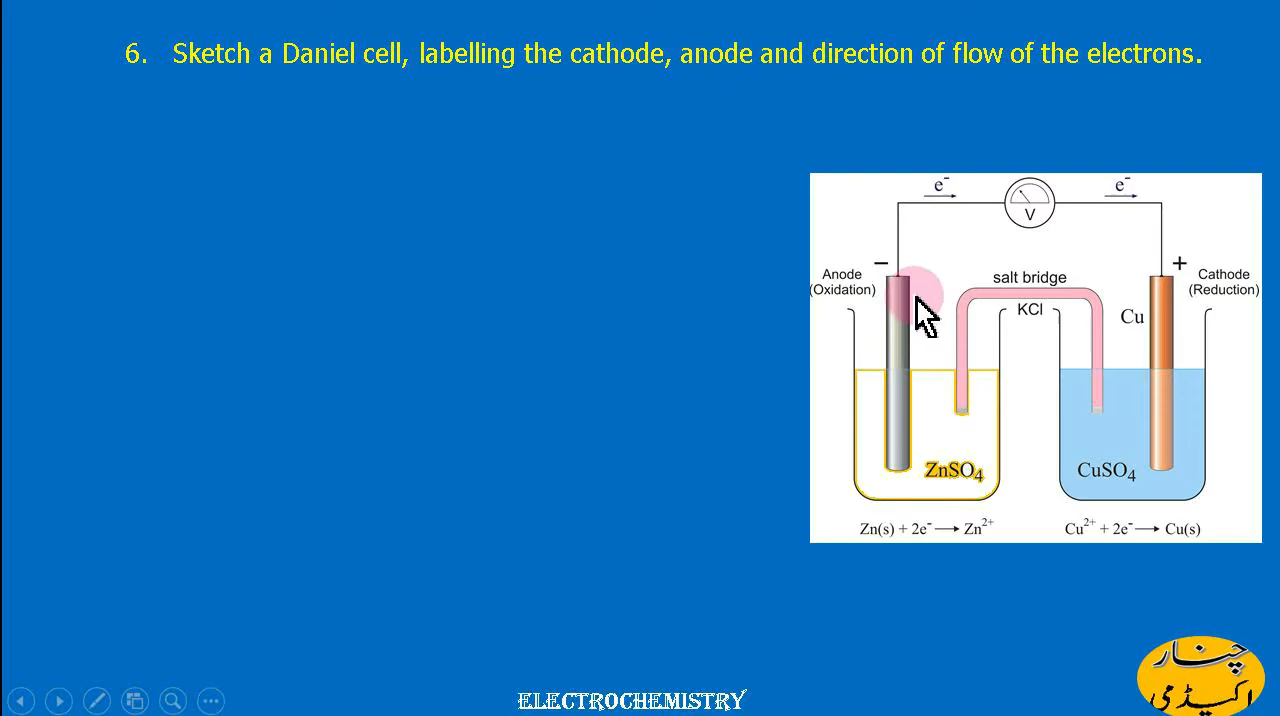 6. Sketch a Daniel cell, labelling the cathode, anode and direction of flow of the electrons.
e⁻
e⁻
V
−
+
Anode
(Oxidation)
salt bridge
Cathode
(Reduction)
KCl
Cu
ZnSO₄
CuSO₄
Zn(s) + 2e⁻ → Zn²⁺
Cu²⁺ + 2e⁻ → Cu(s)
ELECTROCHEMISTRY
چنار
اکیڈمی